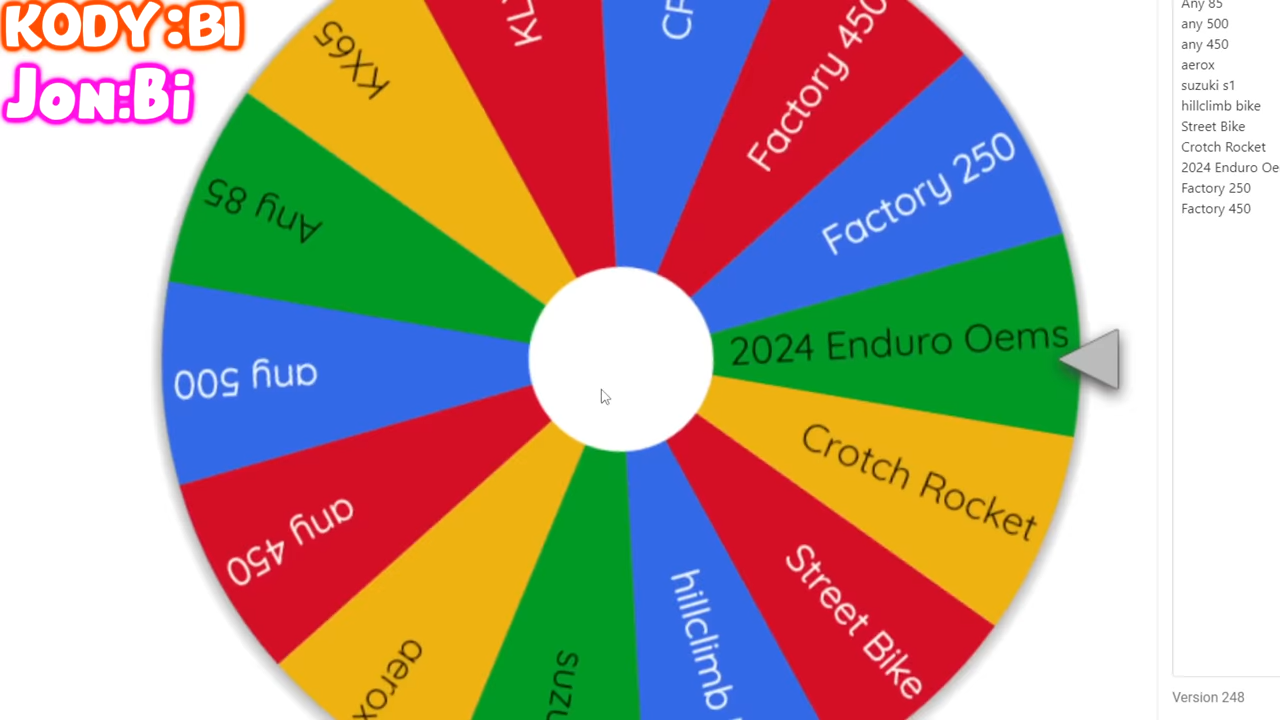 KODY:BI
Jon:Bi
KX65
Factory 450
Factory 250
2024 Enduro Oems
Crotch Rocket
Street Bike
hillclimb
aerox
any 450
any 500
Any 85
Any 85
any 500
any 450
aerox
suzuki s1
hillclimb bike
Street Bike
Crotch Rocket
2024 Enduro Oe
Factory 250
Factory 450
Version 248